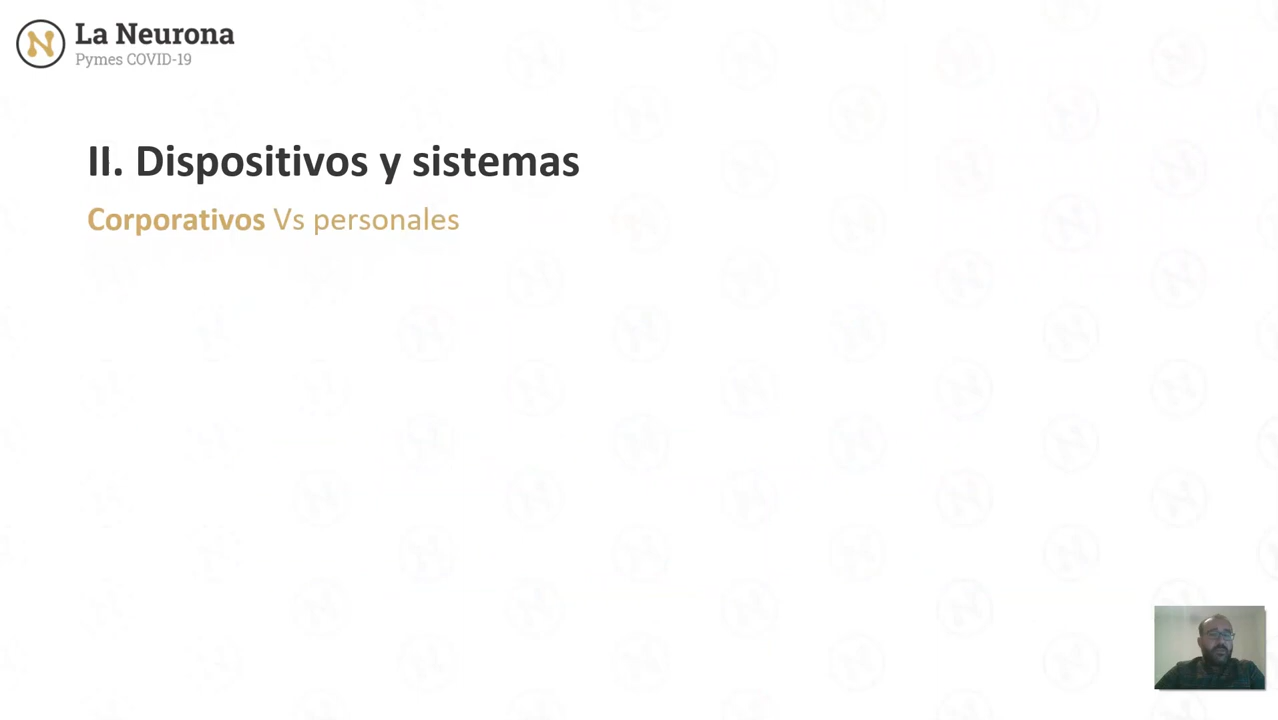 La Neurona
Pymes COVID-19
II. Dispositivos y sistemas
Corporativos Vs personales